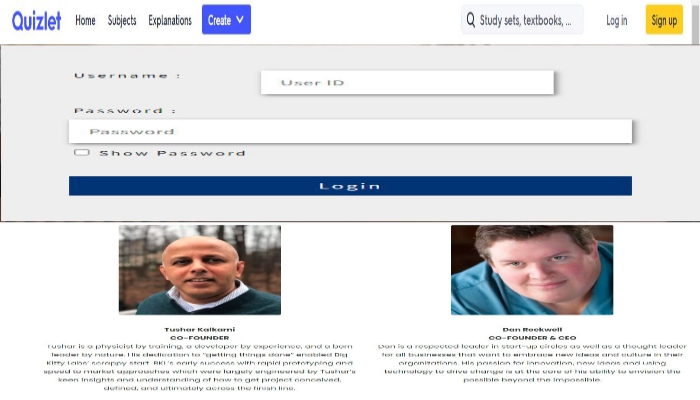 Quizlet Home Subjects Explanations Create Study sets, textbooks, ... Log in Sign up
Username :
User ID
Password :
Password
Show Password
Login
Tushar Kalkarni
CO-FOUNDER
Tushar is a physicist by training, a developer by experience, and a born
leader by nature. His dedication to "getting things done" enabled Big
Kitty Labs' scrappy start. BKL's early success with rapid prototyping and
speed to market approaches which were largely engineered by Tushar's
keen insights and understanding of how to get project conceived,
defined, and ultimately across the finish line.
Dan Rockwell
CO-FOUNDER & CEO
Dan is a respected leader in start-up circles as well as a thought leader
for all businesses that want to embrace new ideas and culture in their
organizations. His passion for innovation, new ideas and using
technology to drive change is at the core of his ability to envision the
possible beyond the impossible.